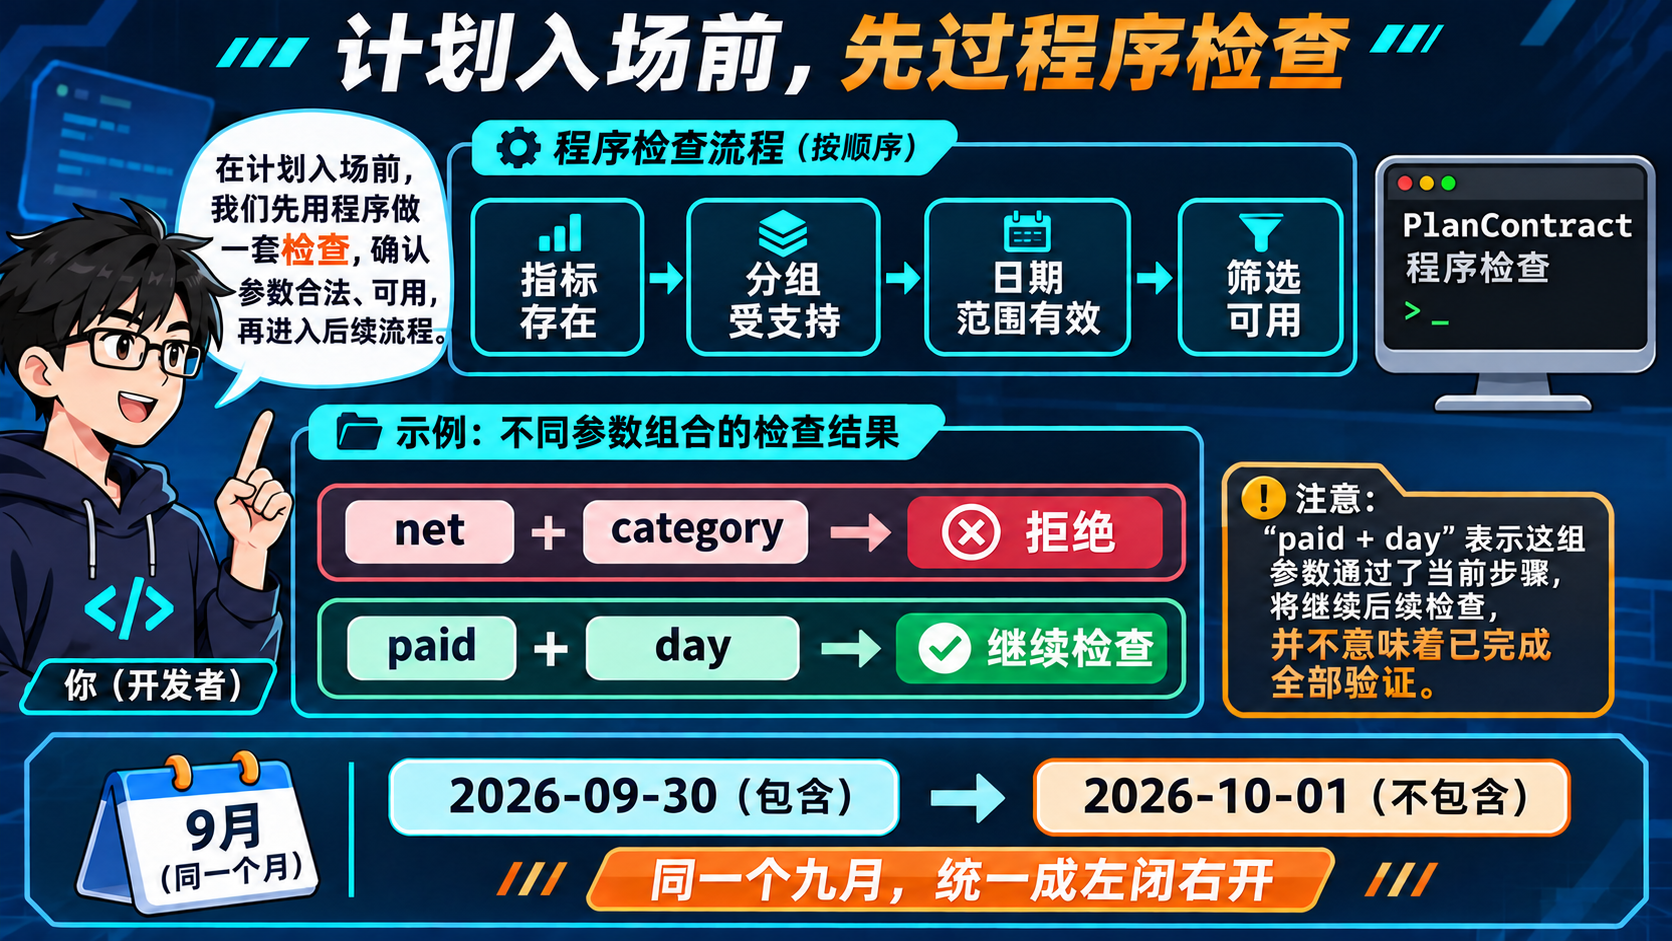 计划入场前，先过程序检查
在计划入场前，
我们先用程序做
一套检查，确认
参数合法、可用，
再进入后续流程。
程序检查流程（按顺序）
指标
存在
分组
受支持
日期
范围有效
筛选
可用
PlanContract
程序检查
>_
示例：不同参数组合的检查结果
net + category → 拒绝
paid + day → 继续检查
! 注意：
“paid + day” 表示这组
参数通过了当前步骤，
将继续后续检查，
并不意味着已完成
全部验证。
</>
你（开发者）
9月
（同一个月）
2026-09-30（包含） → 2026-10-01（不包含）
同一个九月，统一成左闭右开